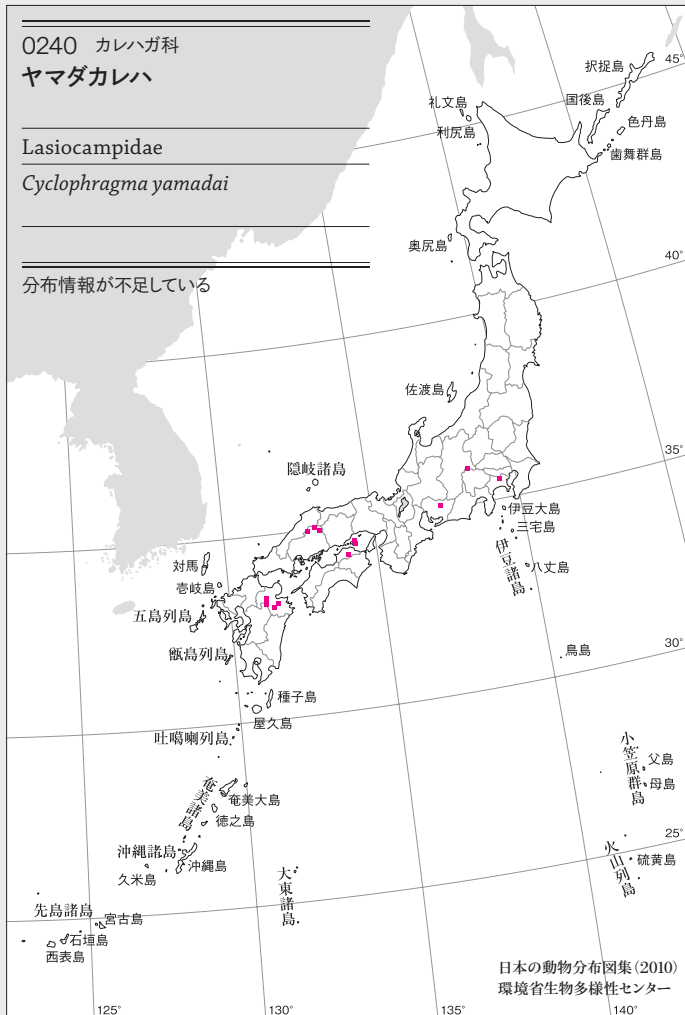 0240 カレハガ科
ヤマダカレハ
Lasiocampidae
Cyclophragma yamadai
分布情報が不足している
択捉島
45°
国後島
礼文島
色丹島
利尻島
歯舞群島
奥尻島
40°
佐渡島
35°
隠岐諸島
伊豆大島
三宅島
伊豆諸島
八丈島
対馬
壱岐島
五島列島
甑島列島
鳥島
30°
種子島
屋久島
吐噶喇列島
小笠原群島
父島
母島
奄美諸島
奄美大島
徳之島
25°
沖縄諸島
沖縄島
久米島
火山列島
硫黄島
大東諸島
先島諸島
宮古島
石垣島
西表島
日本の動物分布図集(2010)
環境省生物多様性センター
125°
130°
135°
140°